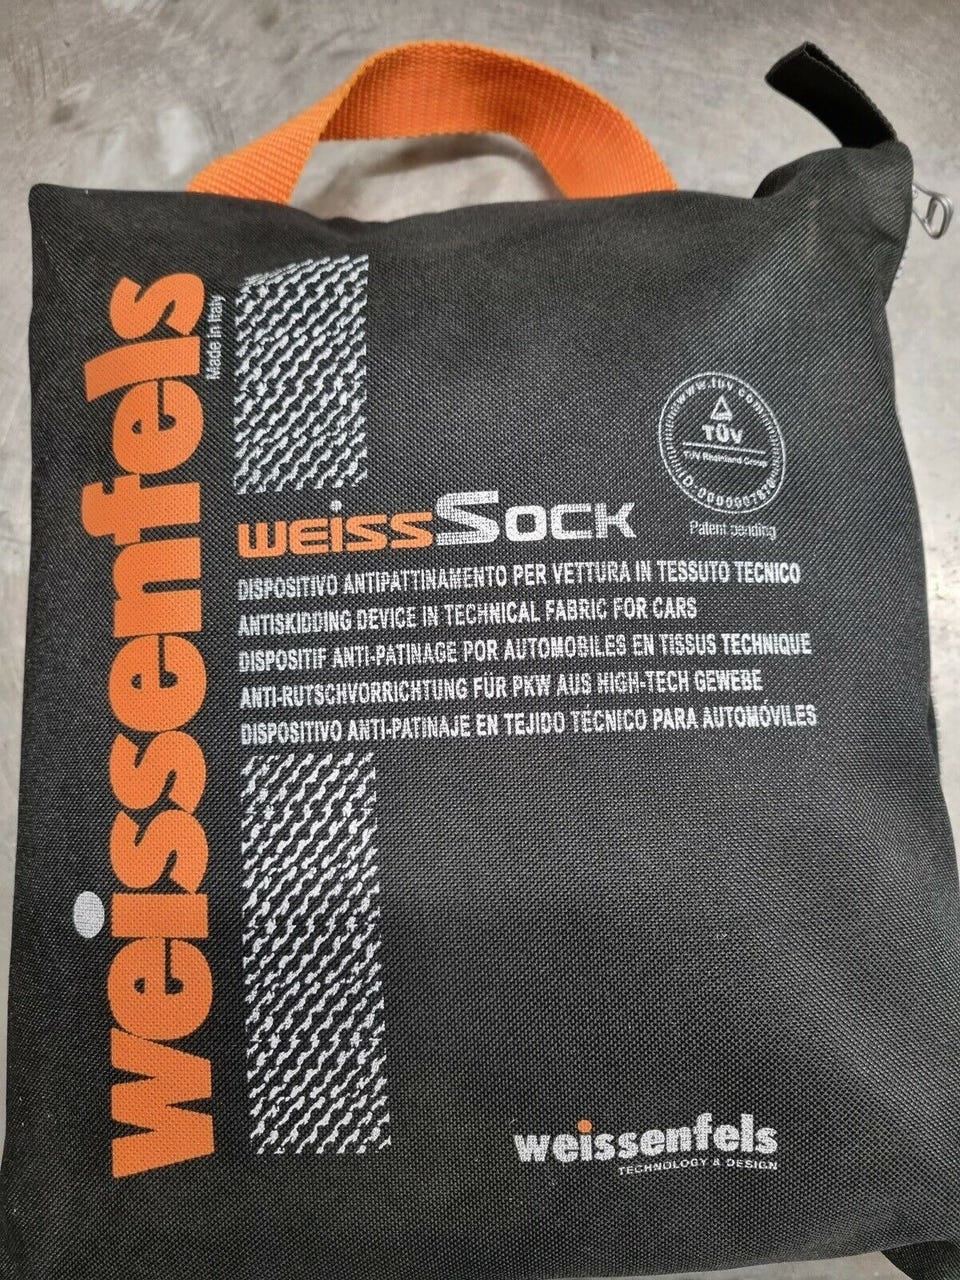 weissenfels
Made in Italy
www.tuv.com
TÜV
TÜV Rheinland Group
Patent pending
weissSock
DISPOSITIVO ANTIPATTINAMENTO PER VETTURA IN TESSUTO TECNICO
ANTISKIDDING DEVICE IN TECHNICAL FABRIC FOR CARS
DISPOSITIF ANTI-PATINAGE POR AUTOMOBILES EN TISSUS TECHNIQUE
ANTI-RUTSCHVORRICHTUNG FÜR PKW AUS HIGH-TECH GEWEBE
DISPOSITIVO ANTI-PATINAJE EN TEJIDO TÉCNICO PARA AUTOMÓVILES
weissenfels
TECHNOLOGY & DESIGN